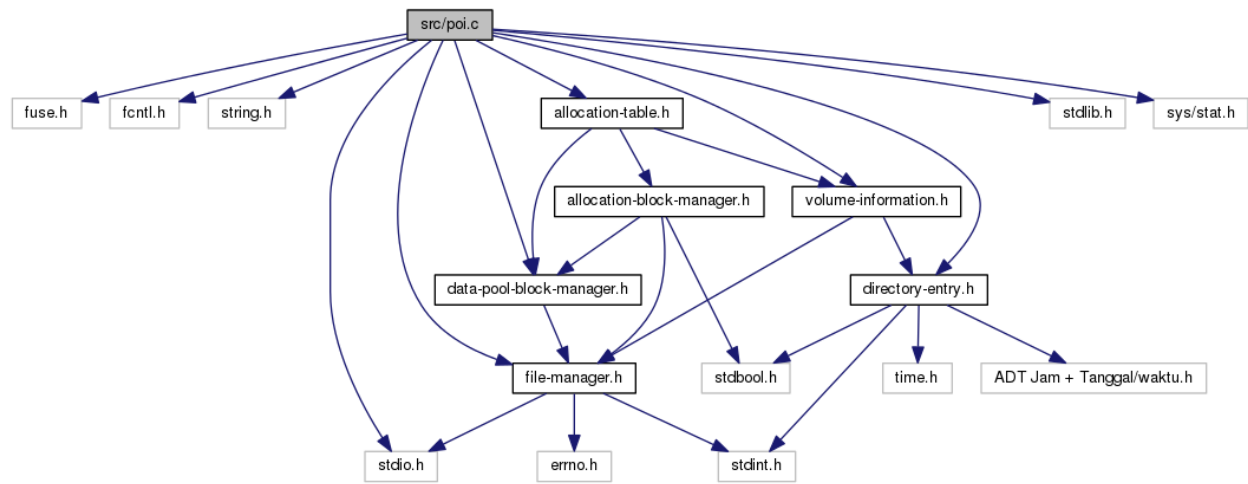 src/poi.c
fuse.h
fcntl.h
string.h
allocation-table.h
stdlib.h
sys/stat.h
allocation-block-manager.h
volume-information.h
data-pool-block-manager.h
directory-entry.h
file-manager.h
stdbool.h
time.h
ADT Jam + Tanggal/waktu.h
stdio.h
errno.h
stdint.h